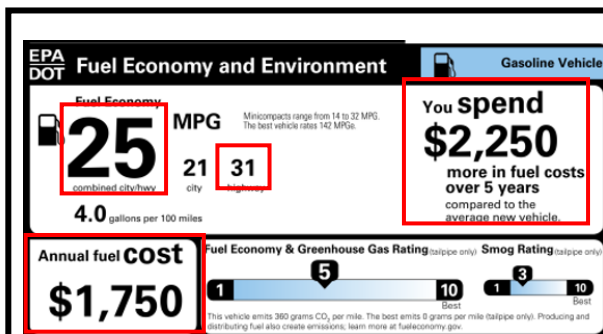 EPA
DOT
Fuel Economy and Environment
Gasoline Vehicle
Fuel Economy
25
MPG
combined city/hwy
21
city
31
highway
Minicompacts range from 14 to 32 MPG.
The best vehicle rates 142 MPGe.
4.0 gallons per 100 miles
You spend
$2,250
more in fuel costs
over 5 years
compared to the
average new vehicle.
Annual fuel cost
$1,750
Fuel Economy & Greenhouse Gas Rating (tailpipe only)
1
5
10
Best
Smog Rating (tailpipe only)
1
3
10
Best
This vehicle emits 360 grams CO₂ per mile. The best emits 0 grams per mile (tailpipe only). Producing and
distributing fuel also create emissions; learn more at fueleconomy.gov.